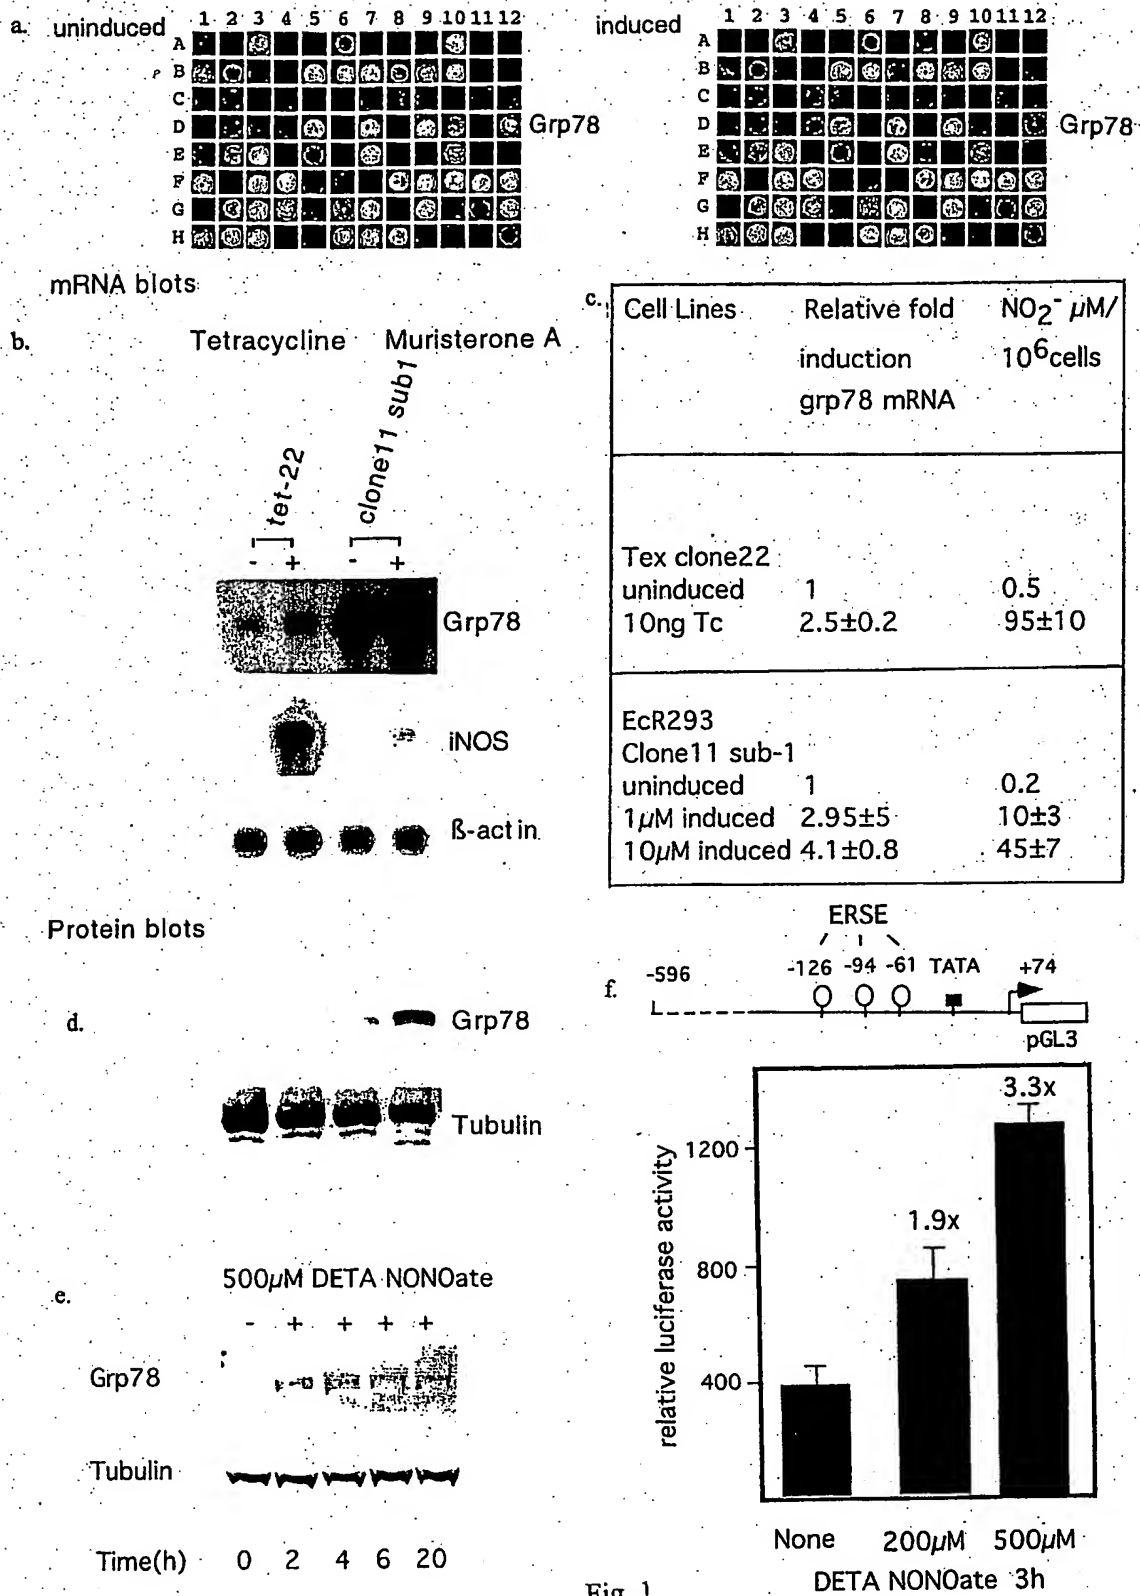 a. uninduced
1 2 3 4 5 6 7 8 9 10 11 12
A
B
C
D Grp78
E
F
G
H
induced
1 2 3 4 5 6 7 8 9 10 11 12
A
B
C
D Grp78
E
F
G
H
mRNA blots
b.
Tetracycline Muristerone A
tet-22
clone11 sub1
- + - +
Grp78
iNOS
ß-actin
c.
Cell Lines Relative fold NO2- µM/
induction 10^6cells
grp78 mRNA
Tex clone22
uninduced 1 0.5
10ng Tc 2.5±0.2 95±10
EcR293
Clone11 sub-1
uninduced 1 0.2
1µM induced 2.95±5 10±3
10µM induced 4.1±0.8 45±7
Protein blots
d.
Grp78
Tubulin
e.
500µM DETA NONOate
- + + + +
Grp78
Tubulin
Time(h) 0 2 4 6 20
f.
ERSE
-596 -126 -94 -61 TATA +74
pGL3
relative luciferase activity
1200
800
400
3.3x
1.9x
None 200µM 500µM
DETA NONOate 3h
Fig. 1